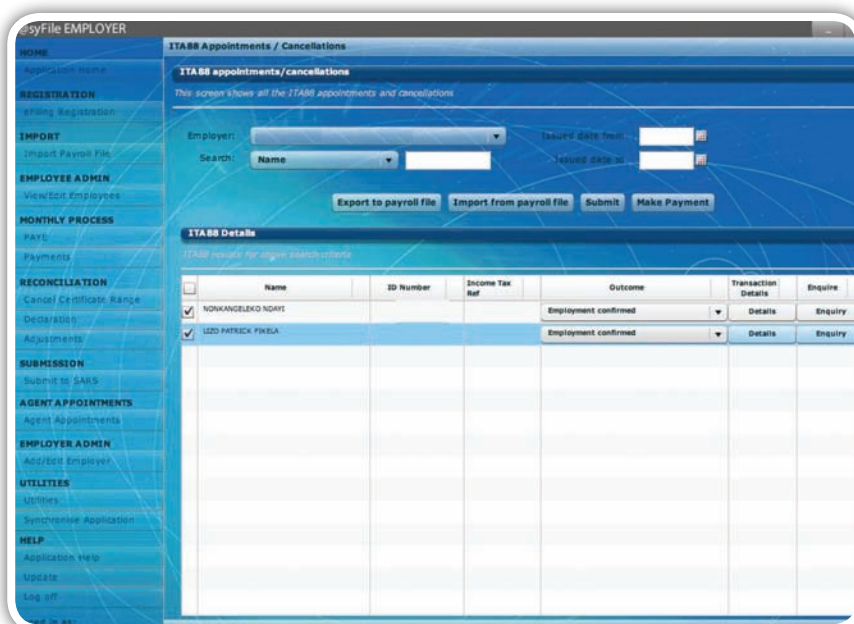 @syFile EMPLOYER
HOME
Application Home
REGISTRATION
eFiling Registration
IMPORT
Import Payroll File
EMPLOYEE ADMIN
View/Edit Employees
MONTHLY PROCESS
PAYE
Payments
RECONCILIATION
Cancel Certificate Range
Declaration
Adjustments
SUBMISSION
Submit to SARS
AGENT APPOINTMENTS
Agent Appointments
EMPLOYER ADMIN
Add/Edit Employer
UTILITIES
Utilities
Synchronise Application
HELP
Application Help
Update
Log off
ITA88 Appointments / Cancellations
ITA88 appointments/cancellations
This screen shows all the ITA88 appointments and cancellations
Employer: Issued date from:
Search: Name Issued date to:
Export to payroll file Import from payroll file Submit Make Payment
ITA88 Details
ITA88 results for above search criteria
Name ID Number Income Tax Ref Outcome Transaction Details Enquire
NONKANGELEKO NDAYI Employment confirmed Details Enquiry
LIZO PATRICK FIKELA Employment confirmed Details Enquiry